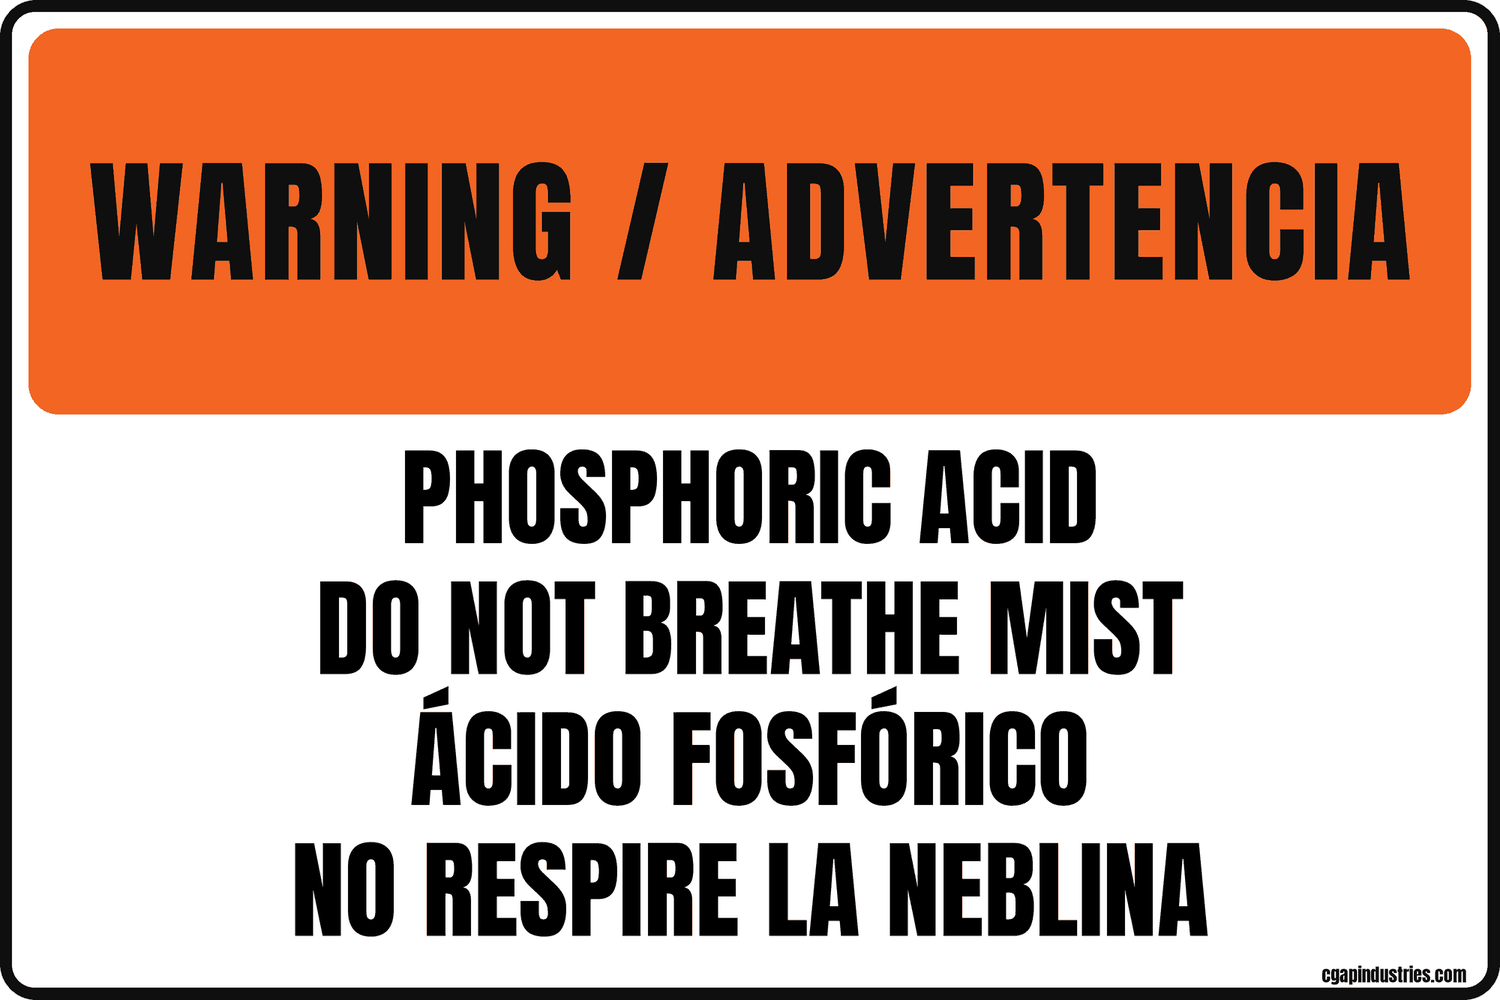 WARNING / ADVERTENCIA
PHOSPHORIC ACID
DO NOT BREATHE MIST
ÁCIDO FOSFÓRICO
NO RESPIRE LA NEBLINA
cgapindustries.com